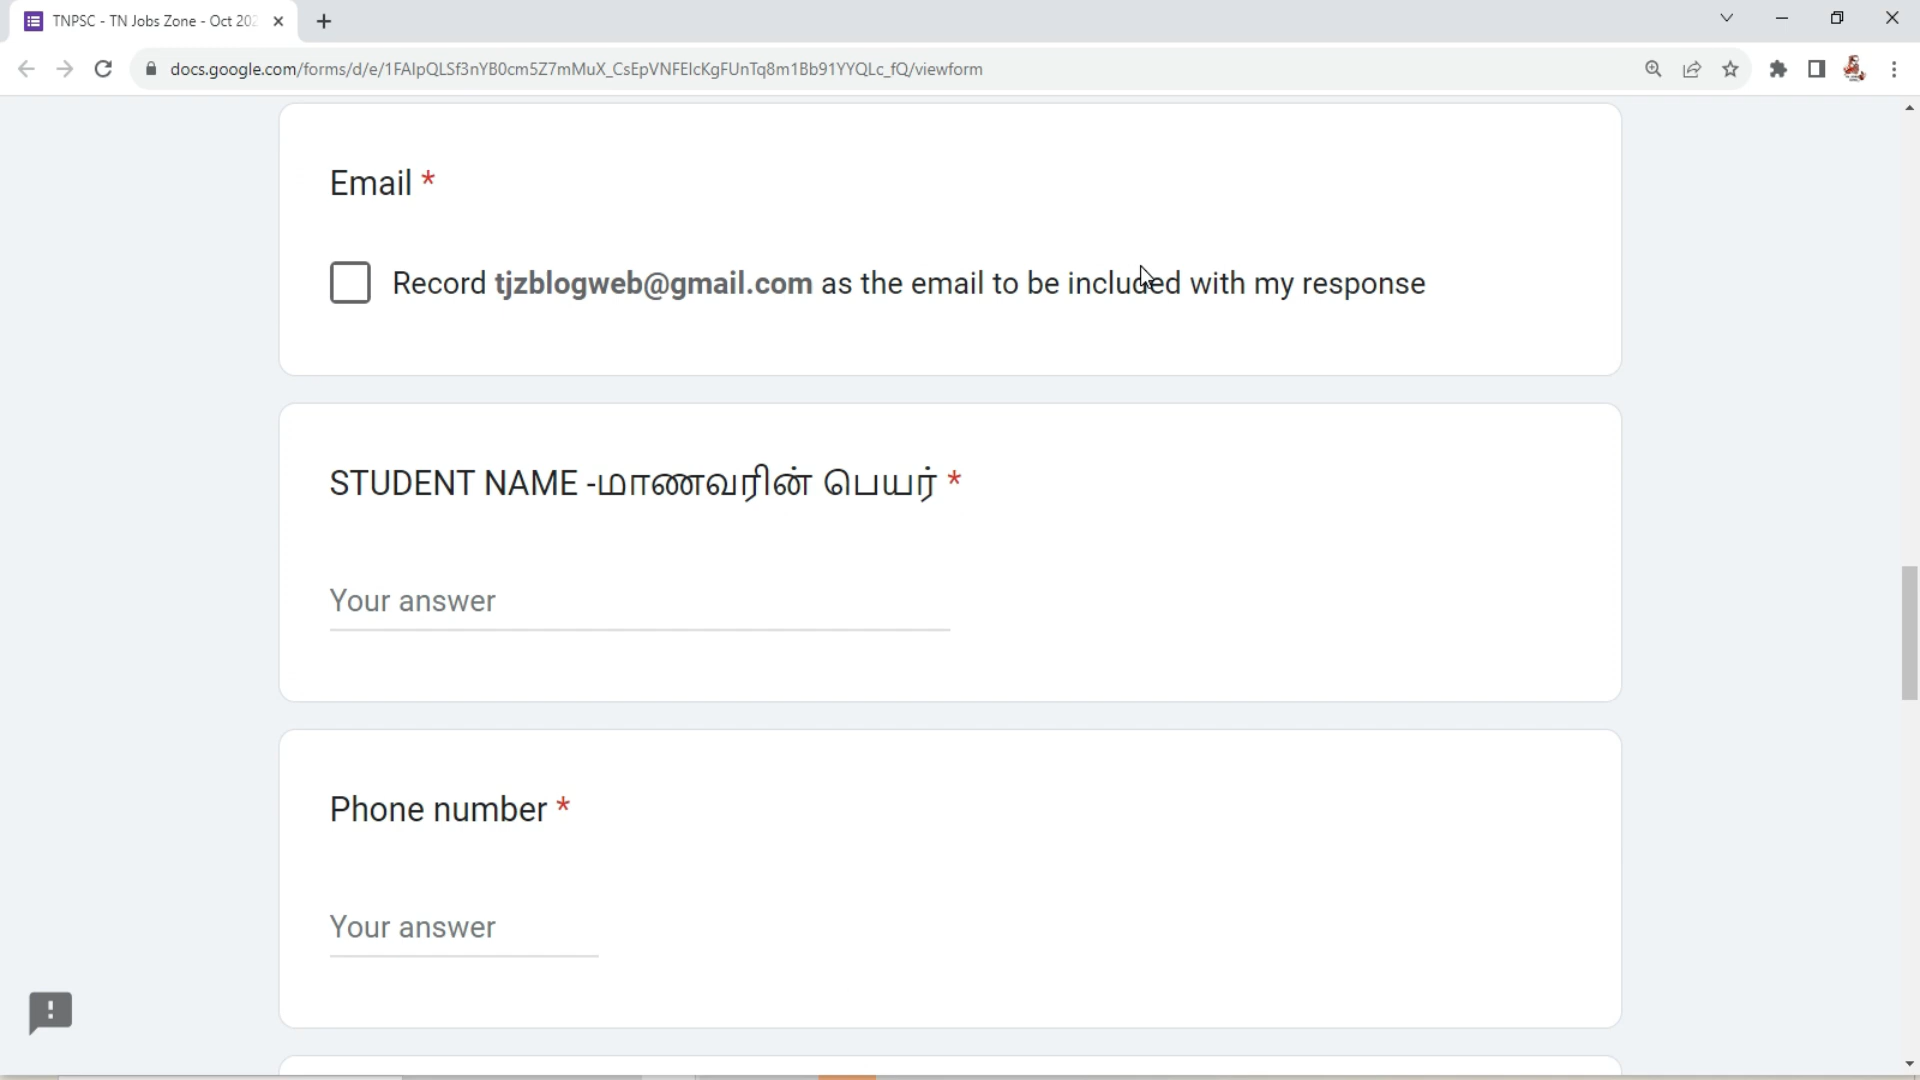 TNPSC - TN Jobs Zone - Oct 202
docs.google.com/forms/d/e/1FAIpQLSf3nYB0cm5Z7mMuX_CsEpVNFEIcKgFUnTq8m1Bb91YYQLc_fQ/viewform
Email *
Record tjzblogweb@gmail.com as the email to be included with my response
STUDENT NAME -மாணவரின் பெயர் *
Your answer
Phone number *
Your answer